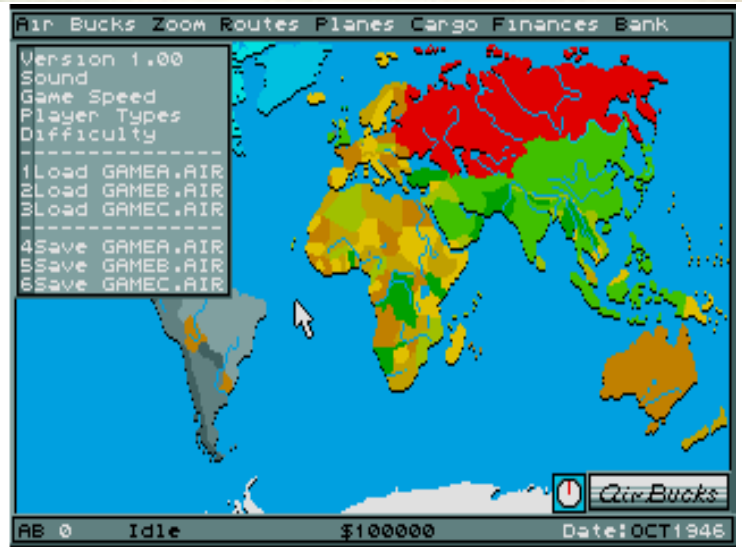 Air Bucks Zoom Routes Planes Cargo Finances Bank
Version 1.00
Sound
Game Speed
Player Types
Difficulty
----------------
1Load GAMEA.AIR
2Load GAMEB.AIR
3Load GAMEC.AIR
----------------
4Save GAMEA.AIR
5Save GAMEB.AIR
6Save GAMEC.AIR
Air Bucks
AB 0 Idle $100000 Date:OCT1946